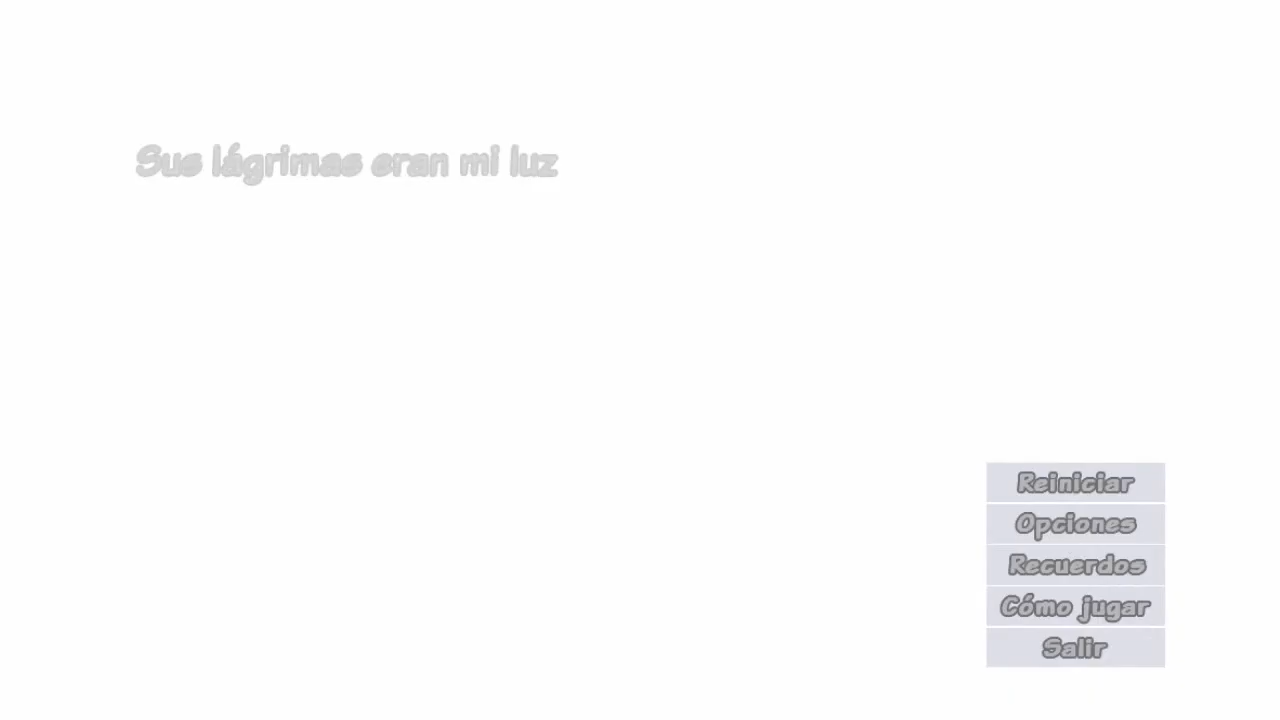 Sus lágrimas eran mi luz
Reiniciar
Opciones
Recuerdos
Cómo jugar
Salir